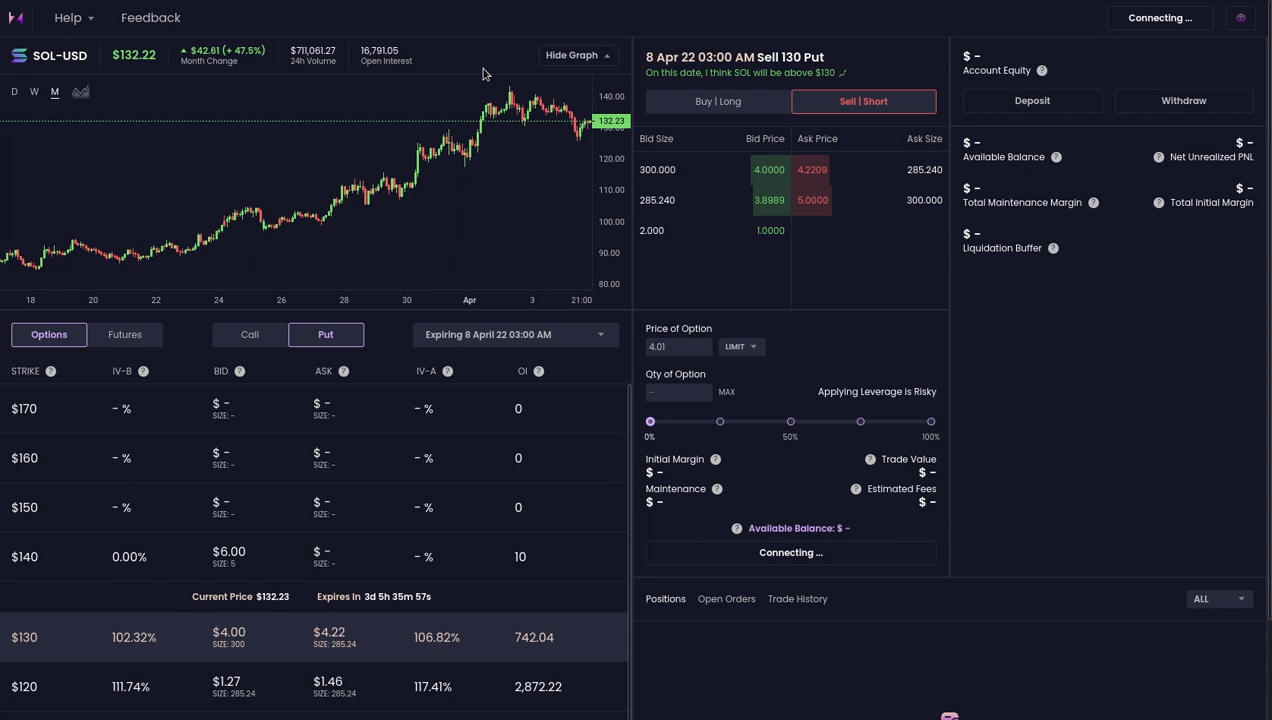 Help
Feedback
Connecting ...
SOL-USD
$132.22
$42.61 (+ 47.5%)
Month Change
$711,061.27
24h Volume
16,791.05
Open Interest
Hide Graph
D W M
140.00
132.23
120.00
110.00
100.00
90.00
80.00
18 20 22 24 26 28 30 Apr 3 21:00
8 Apr 22 03:00 AM Sell 130 Put
On this date, I think SOL will be above $130
Buy | Long
Sell | Short
Bid Size Bid Price Ask Price Ask Size
300.000 4.0000 4.2209 285.240
285.240 3.8989 5.0000 300.000
2.000 1.0000
$ -
Account Equity ?
Deposit
Withdraw
$ - $ -
Available Balance ? ? Net Unrealized PNL
$ - $ -
Total Maintenance Margin ? ? Total Initial Margin
$ -
Liquidation Buffer ?
Options Futures Call Put Expiring 8 April 22 03:00 AM
STRIKE ? IV-B ? BID ? ASK ? IV-A ? OI ?
$170 - % $ - $ - - % 0
SIZE: - SIZE: -
$160 - % $ - $ - - % 0
SIZE: - SIZE: -
$150 - % $ - $ - - % 0
SIZE: - SIZE: -
$140 0.00% $6.00 $ - - % 10
SIZE: 5 SIZE: -
Current Price $132.23 Expires In 3d 5h 35m 57s
$130 102.32% $4.00 $4.22 106.82% 742.04
SIZE: 300 SIZE: 285.24
$120 111.74% $1.27 $1.46 117.41% 2,872.22
SIZE: 285.24 SIZE: 285.24
Price of Option
4.01 LIMIT
Qty of Option
- MAX Applying Leverage is Risky
0% 50% 100%
Initial Margin ? ? Trade Value
$ - $ -
Maintenance ? ? Estimated Fees
$ - $ -
? Available Balance: $ -
Connecting ...
Positions Open Orders Trade History ALL